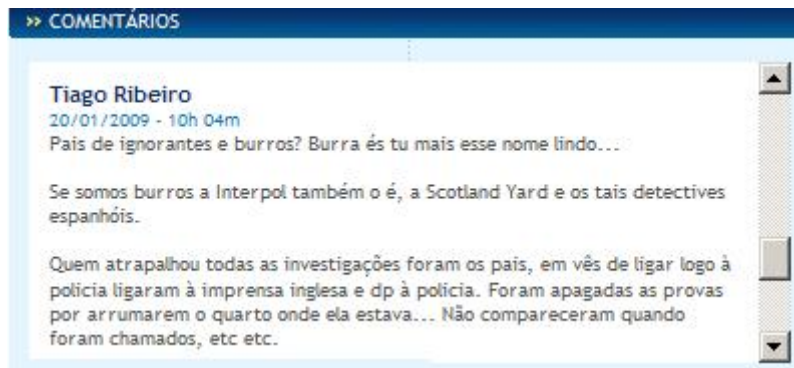 » COMENTÁRIOS
Tiago Ribeiro
20/01/2009 - 10h 04m
Pais de ignorantes e burros? Burra és tu mais esse nome lindo...
Se somos burros a Interpol também o é, a Scotland Yard e os tais detectives
espanhóis.
Quem atrapalhou todas as investigações foram os pais, em vês de ligar logo à
policia ligaram à imprensa inglesa e dp à policia. Foram apagadas as provas
por arrumarem o quarto onde ela estava... Não compareceram quando
foram chamados, etc etc.